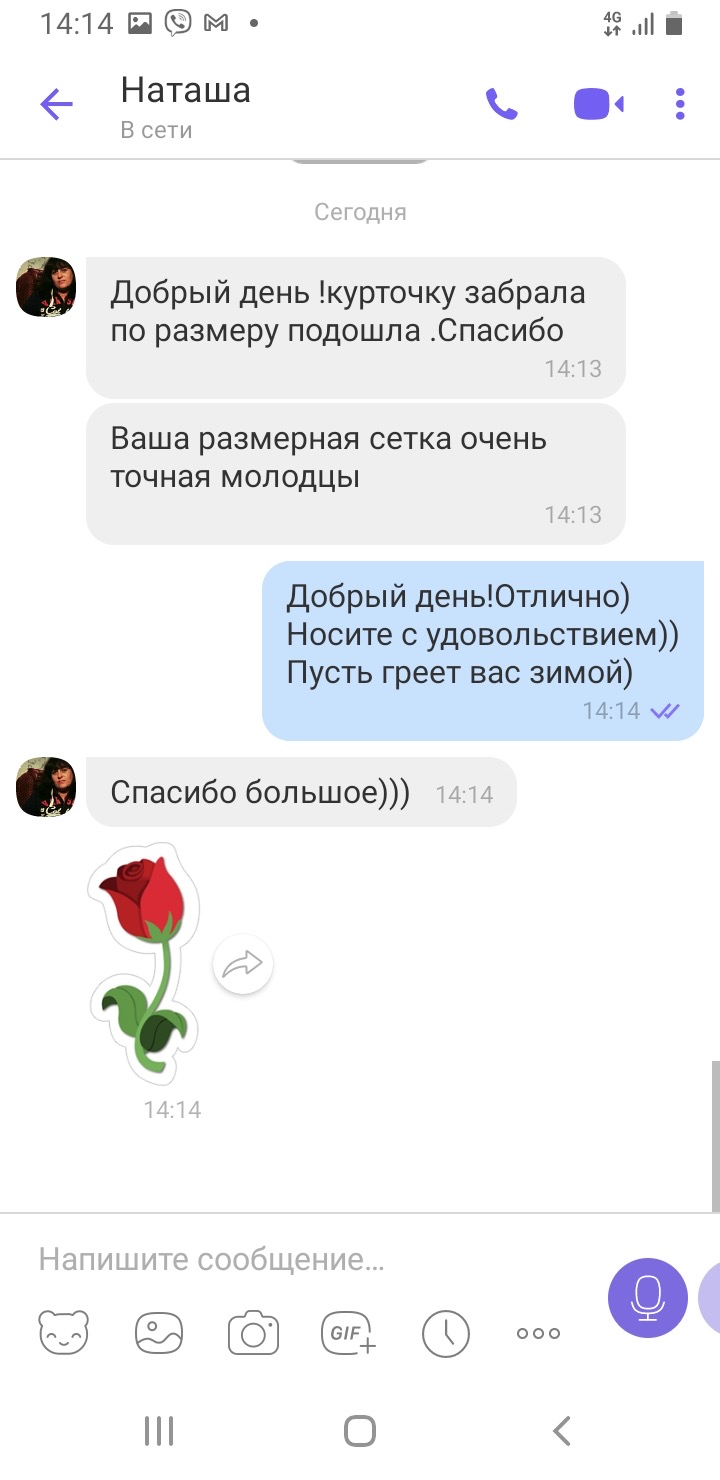 14:14
4G
Наташа
В сети
Сегодня
Добрый день !курточку забрала
по размеру подошла .Спасибо
14:13
Ваша размерная сетка очень
точная молодцы
14:13
Добрый день!Отлично)
Носите с удовольствием))
Пусть греет вас зимой)
14:14
Спасибо большое))) 14:14
14:14
Напишите сообщение...
GIF